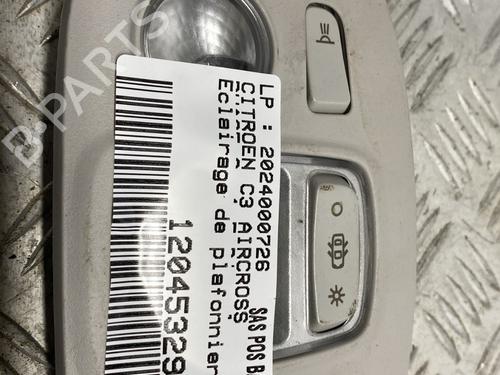 SAS POS B
LP : 2024000726
CITROEN C3 AIRCROSS
Eclairage de plafonnier
12045329
B-PARTS